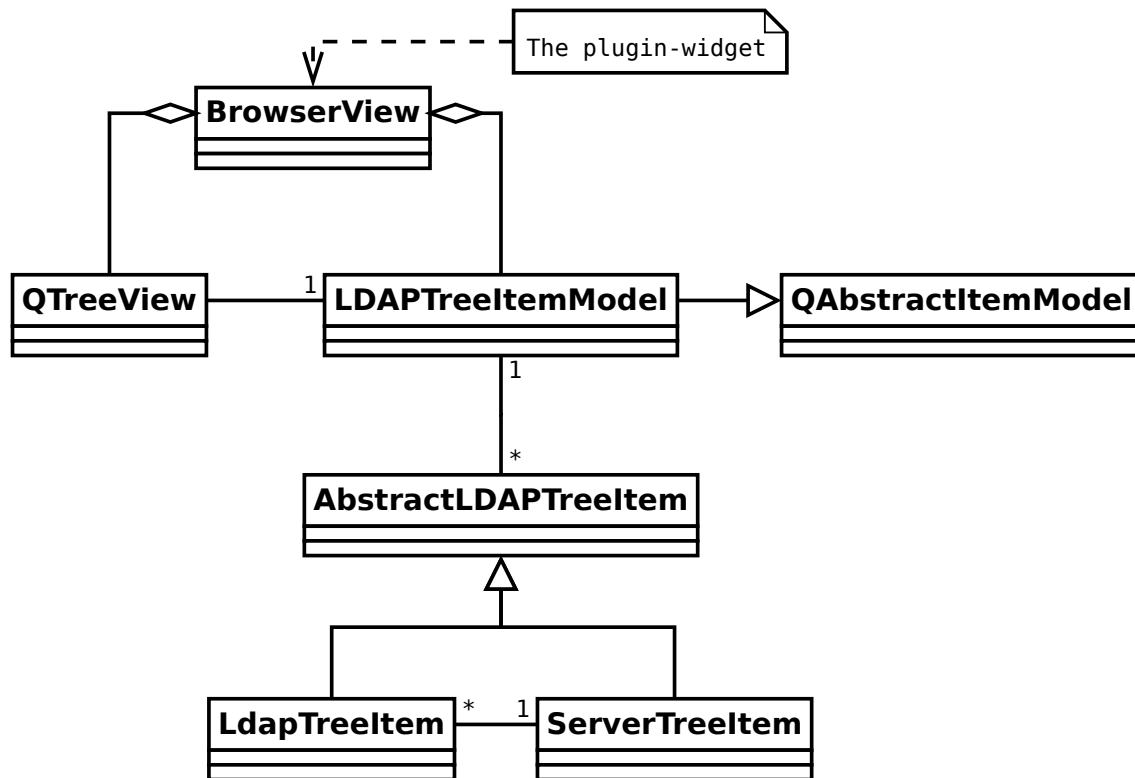 The plugin-widget
BrowserView
QTreeView
1
LDAPTreeItemModel
QAbstractItemModel
1
*
AbstractLDAPTreeItem
LdapTreeItem
*
1
ServerTreeItem